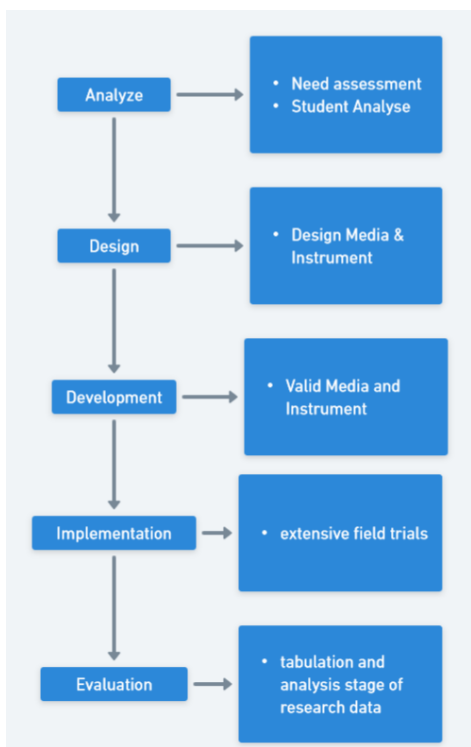 Analyze
• Need assessment
• Student Analyse
Design
• Design Media &
Instrument
Development
• Valid Media and
Instrument
Implementation
• extensive field trials
Evaluation
• tabulation and
analysis stage of
research data